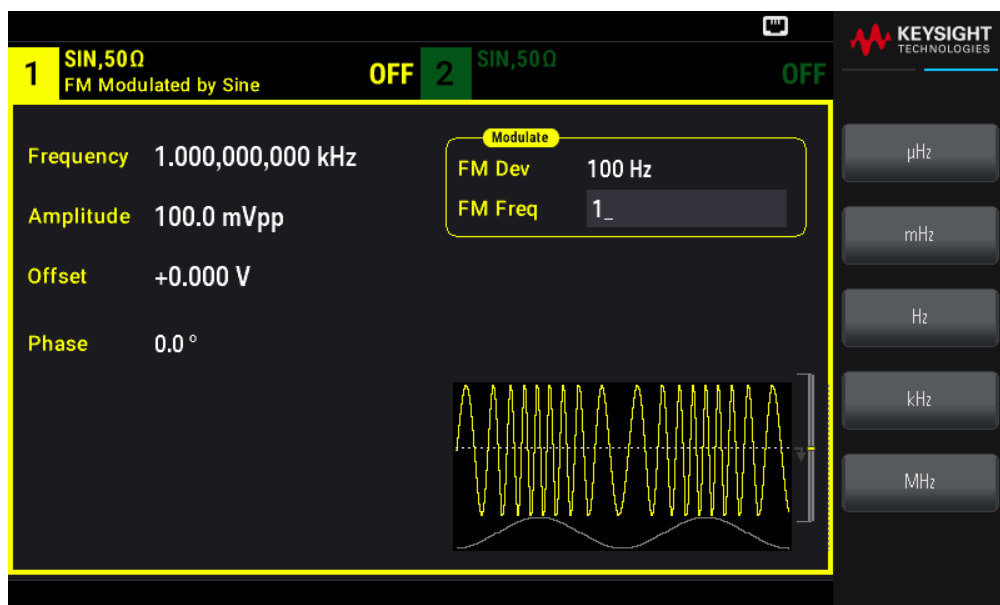 KEYSIGHT
TECHNOLOGIES
1 SIN,50Ω OFF
FM Modulated by Sine
2 SIN,50Ω OFF
Frequency 1.000,000,000 kHz
Amplitude 100.0 mVpp
Offset +0.000 V
Phase 0.0 °
Modulate
FM Dev 100 Hz
FM Freq 1_
µHz
mHz
Hz
kHz
MHz